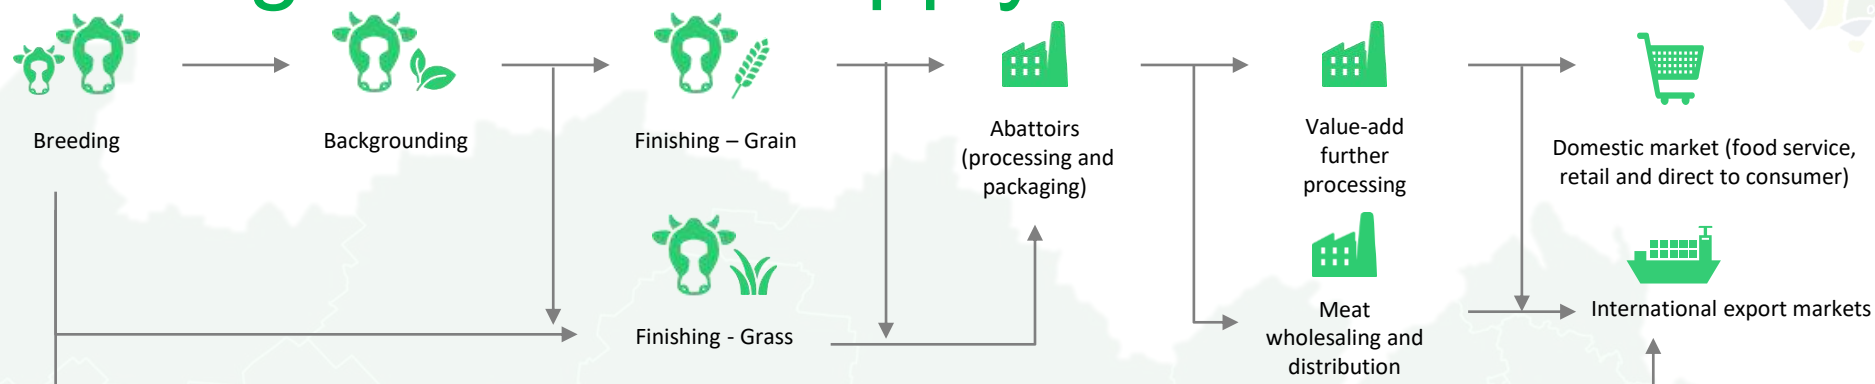 Breeding
Backgrounding
Finishing – Grain
Abattoirs
(processing and
packaging)
Value-add
further
processing
Domestic market (food service,
retail and direct to consumer)
Finishing - Grass
Meat
wholesaling and
distribution
International export markets